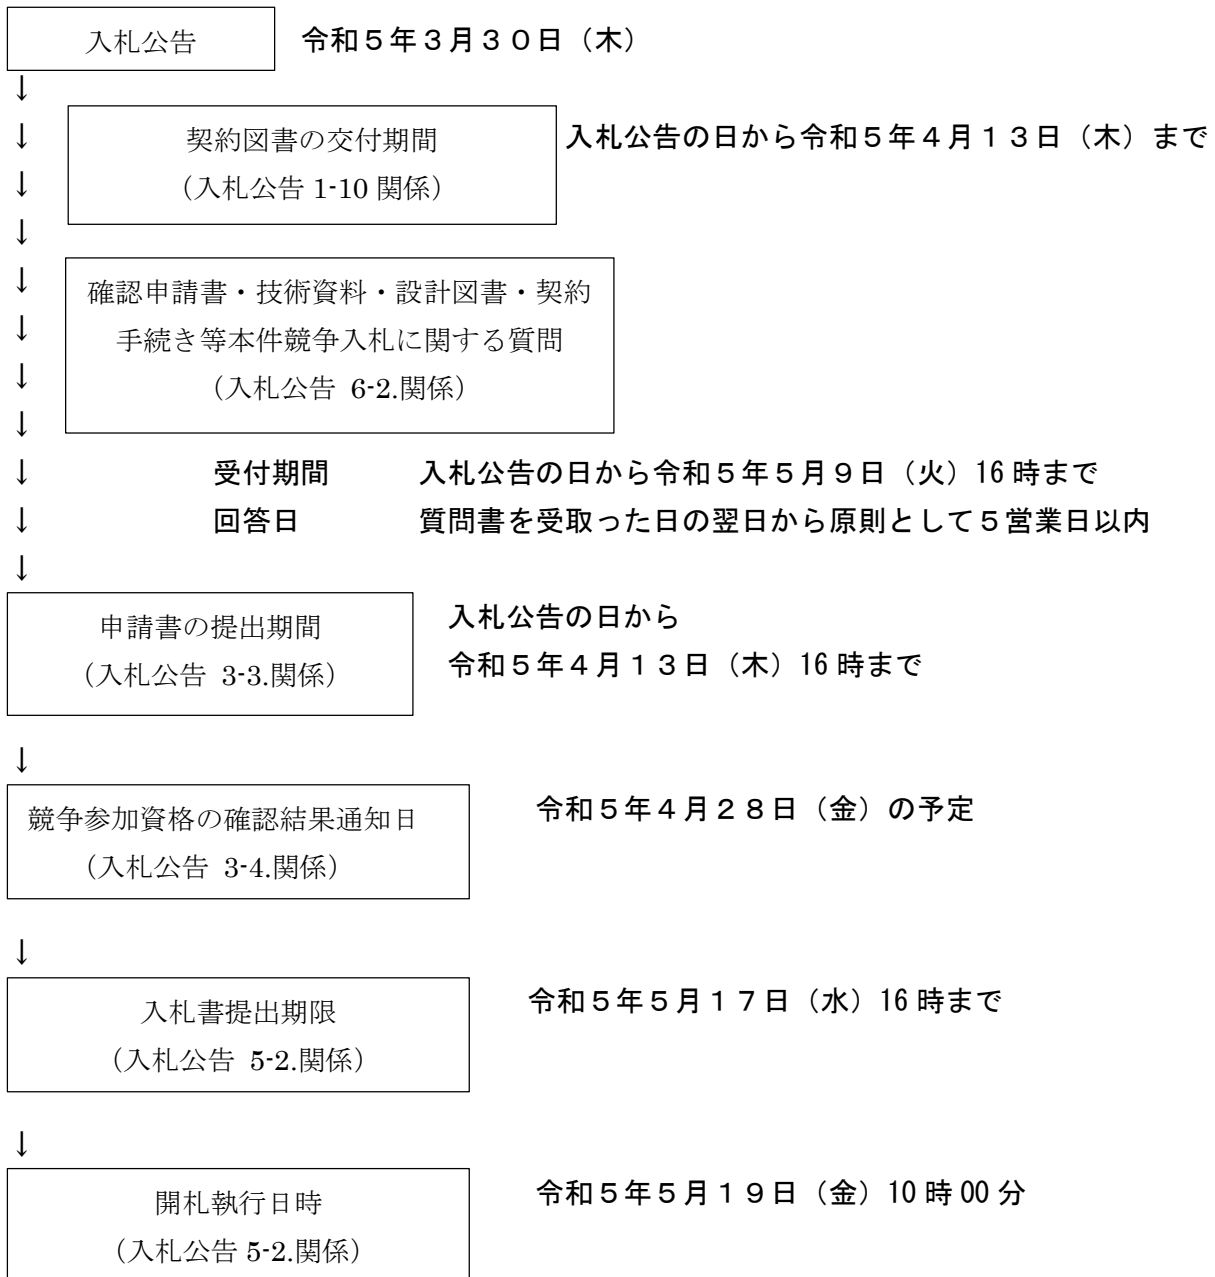 入札公告 令和5年3月30日（木）
↓
↓ 契約図書の交付期間 入札公告の日から令和5年4月13日（木）まで
↓ （入札公告 1-10 関係）
↓
↓ 確認申請書・技術資料・設計図書・契約
↓ 手続き等本件競争入札に関する質問
↓ （入札公告 6-2.関係）
↓
↓ 受付期間 入札公告の日から令和５年５月９日（火）16 時まで
↓ 回答日 質問書を受取った日の翌日から原則として５営業日以内
↓
申請書の提出期間 入札公告の日から
（入札公告 3-3.関係） 令和５年４月１３日（木）16 時まで
↓
競争参加資格の確認結果通知日 令和５年４月２８日（金）の予定
（入札公告 3-4.関係）
↓
入札書提出期限 令和５年５月１７日（水）16 時まで
（入札公告 5-2.関係）
↓
開札執行日時 令和５年５月１９日（金）10 時 00 分
（入札公告 5-2.関係）